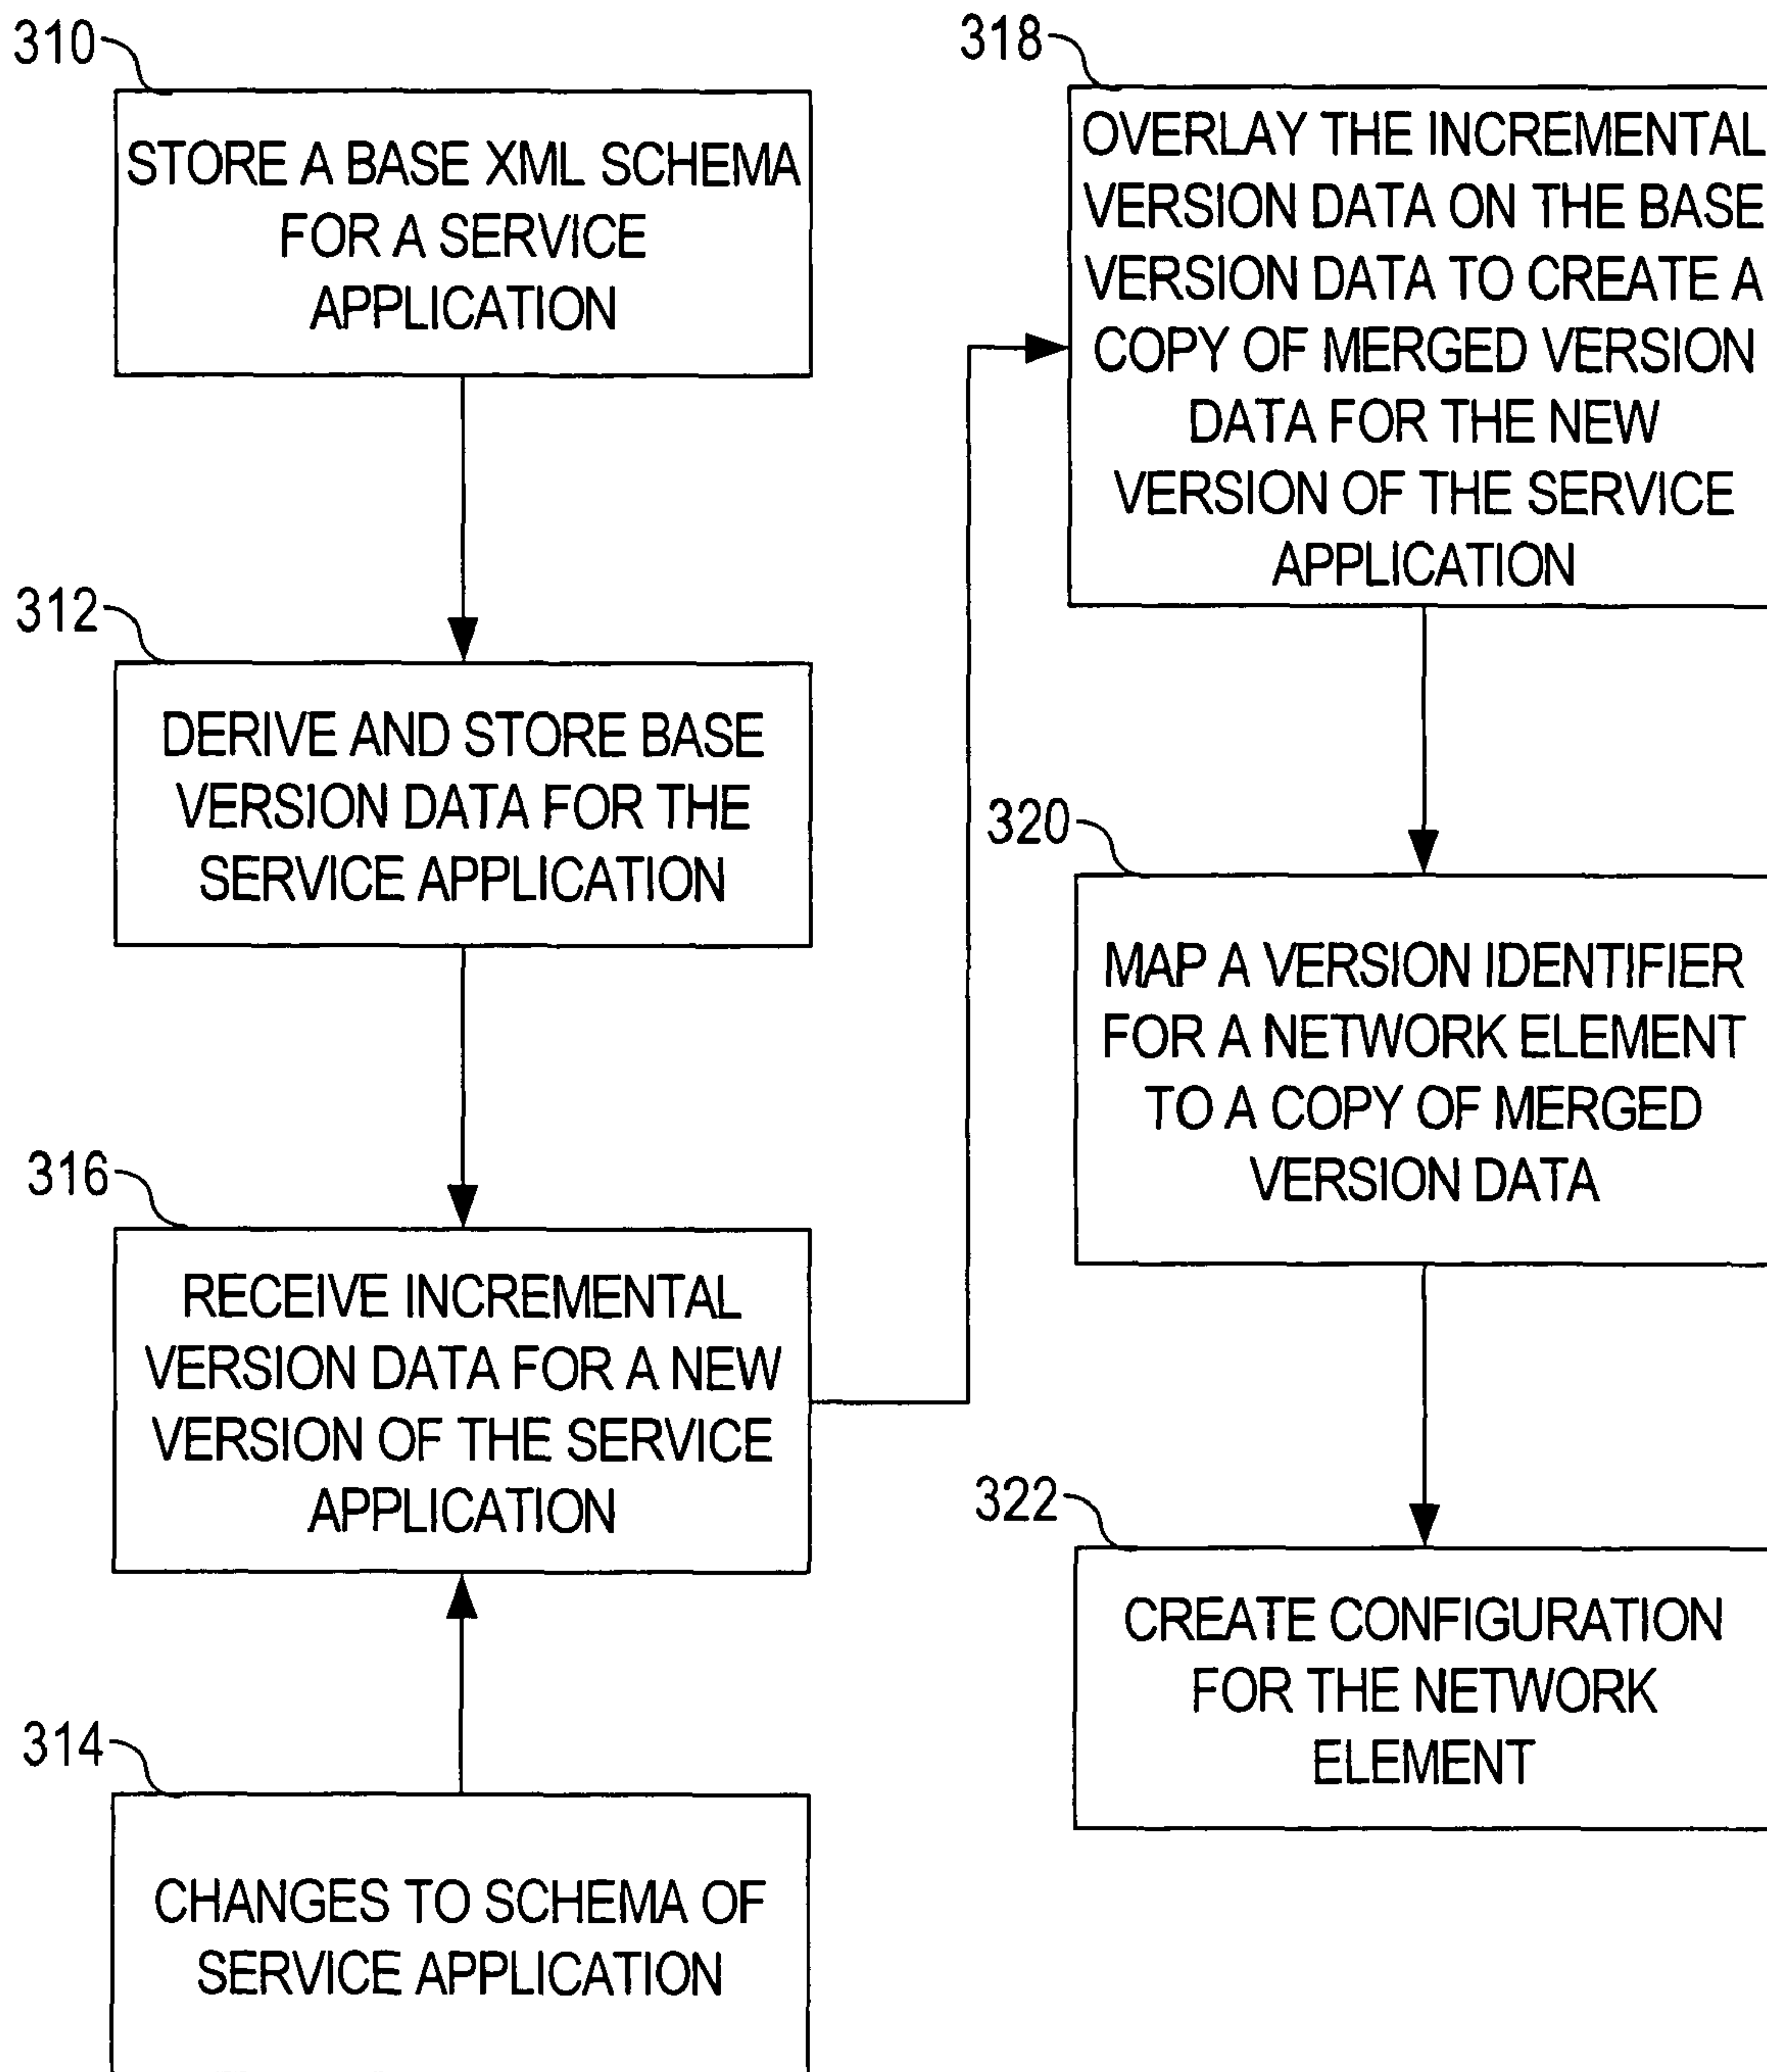 310
STORE A BASE XML SCHEMA
FOR A SERVICE
APPLICATION
312
DERIVE AND STORE BASE
VERSION DATA FOR THE
SERVICE APPLICATION
316
RECEIVE INCREMENTAL
VERSION DATA FOR A NEW
VERSION OF THE SERVICE
APPLICATION
314
CHANGES TO SCHEMA OF
SERVICE APPLICATION
318
OVERLAY THE INCREMENTAL
VERSION DATA ON THE BASE
VERSION DATA TO CREATE A
COPY OF MERGED VERSION
DATA FOR THE NEW
VERSION OF THE SERVICE
APPLICATION
320
MAP A VERSION IDENTIFIER
FOR A NETWORK ELEMENT
TO A COPY OF MERGED
VERSION DATA
322
CREATE CONFIGURATION
FOR THE NETWORK
ELEMENT